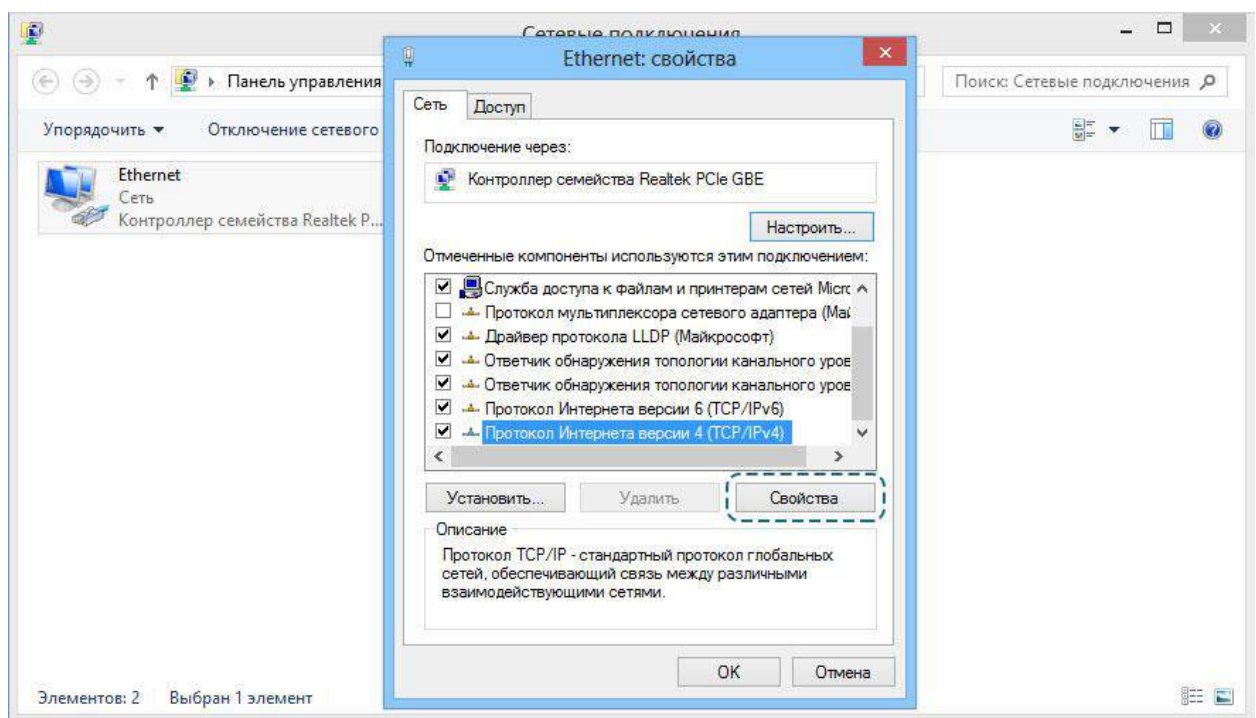 Сетевые подключения
Ethernet: свойства
Панель управления
Поиск: Сетевые подключения
Упорядочить
Отключение сетевого
Ethernet
Сеть
Контроллер семейства Realtek P...
Сеть
Доступ
Подключение через:
Контроллер семейства Realtek PCIe GBE
Настроить...
Отмеченные компоненты используются этим подключением:
Служба доступа к файлам и принтерам сетей Micr
Протокол мультиплексора сетевого адаптера (Май
Драйвер протокола LLDP (Майкрософт)
Ответчик обнаружения топологии канального уров
Ответчик обнаружения топологии канального уров
Протокол Интернета версии 6 (TCP/IPv6)
Протокол Интернета версии 4 (TCP/IPv4)
Установить...
Удалить
Свойства
Описание
Протокол TCP/IP - стандартный протокол глобальных
сетей, обеспечивающий связь между различными
взаимодействующими сетями.
OK
Отмена
Элементов: 2
Выбран 1 элемент